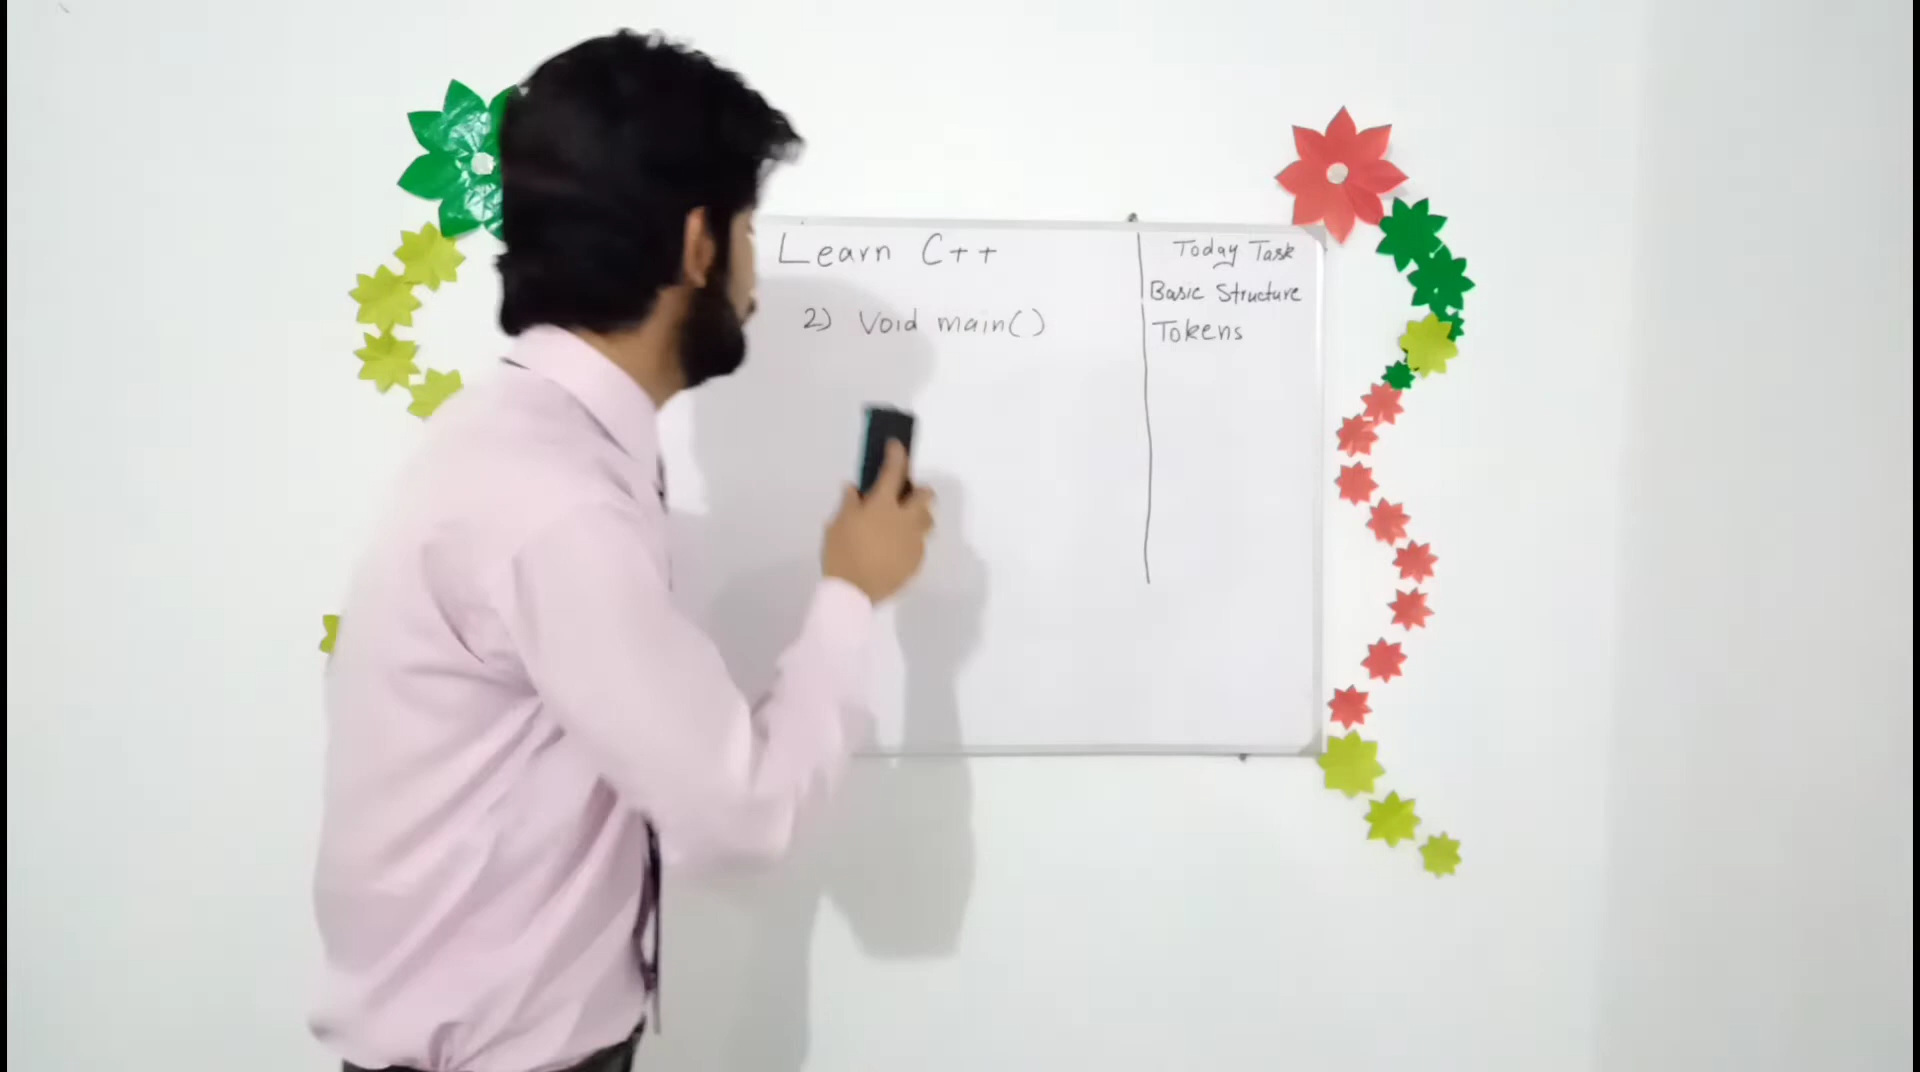 Learn C++
2) Void main()
Today Task
Basic Structure
Tokens